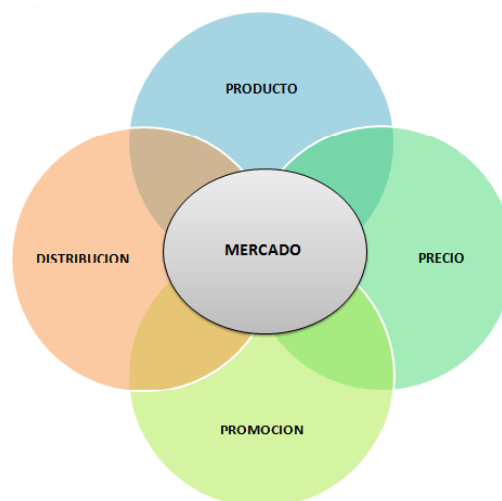 PRODUCTO
DISTRIBUCION
MERCADO
PRECIO
PROMOCION